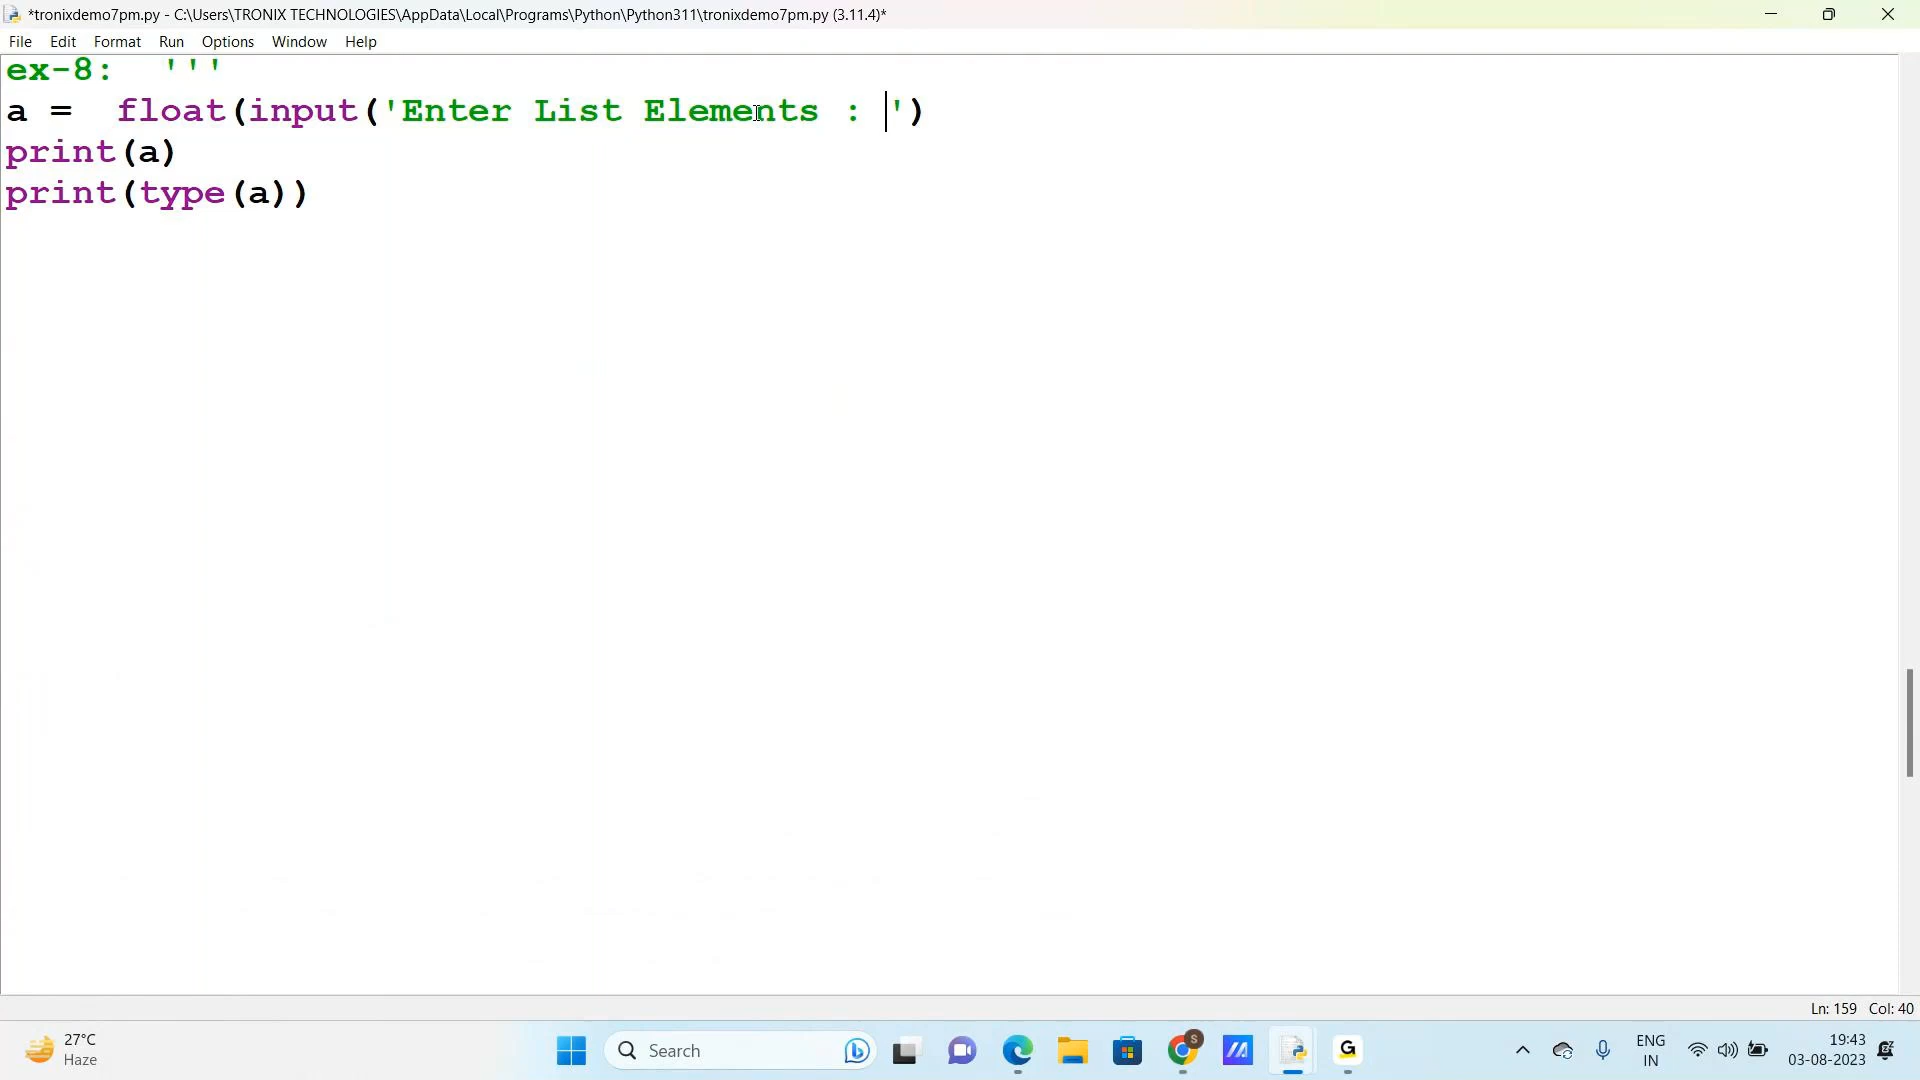 *tronixdemo7pm.py - C:\Users\TRONIX TECHNOLOGIES\AppData\Local\Programs\Python\Python311\tronixdemo7pm.py (3.11.4)*
File Edit Format Run Options Window Help
ex-8:  '''
a =  float(input('Enter List Elements : ')
print(a)
print(type(a))
Ln: 159 Col: 40
27°C
Haze
Search
S
G
ENG
IN
19:43
03-08-2023